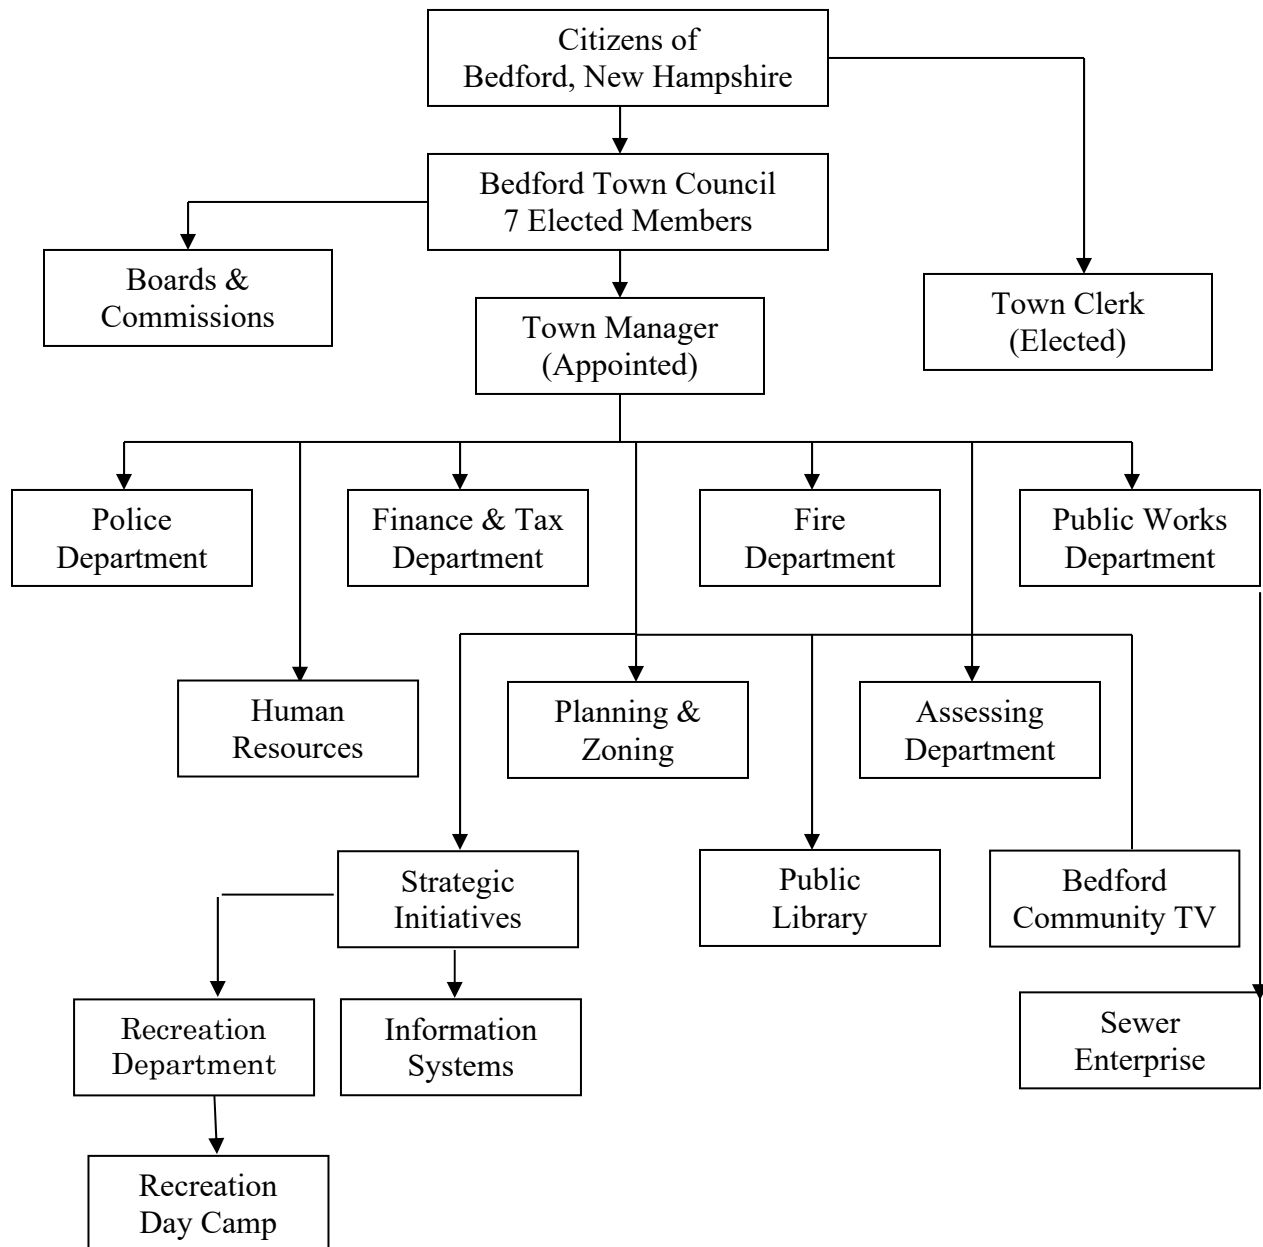 Citizens of
Bedford, New Hampshire
Bedford Town Council
7 Elected Members
Boards &
Commissions
Town Manager
(Appointed)
Town Clerk
(Elected)
Police
Department
Finance & Tax
Department
Fire
Department
Public Works
Department
Human
Resources
Planning &
Zoning
Assessing
Department
Strategic
Initiatives
Public
Library
Bedford
Community TV
Recreation
Department
Information
Systems
Sewer
Enterprise
Recreation
Day Camp